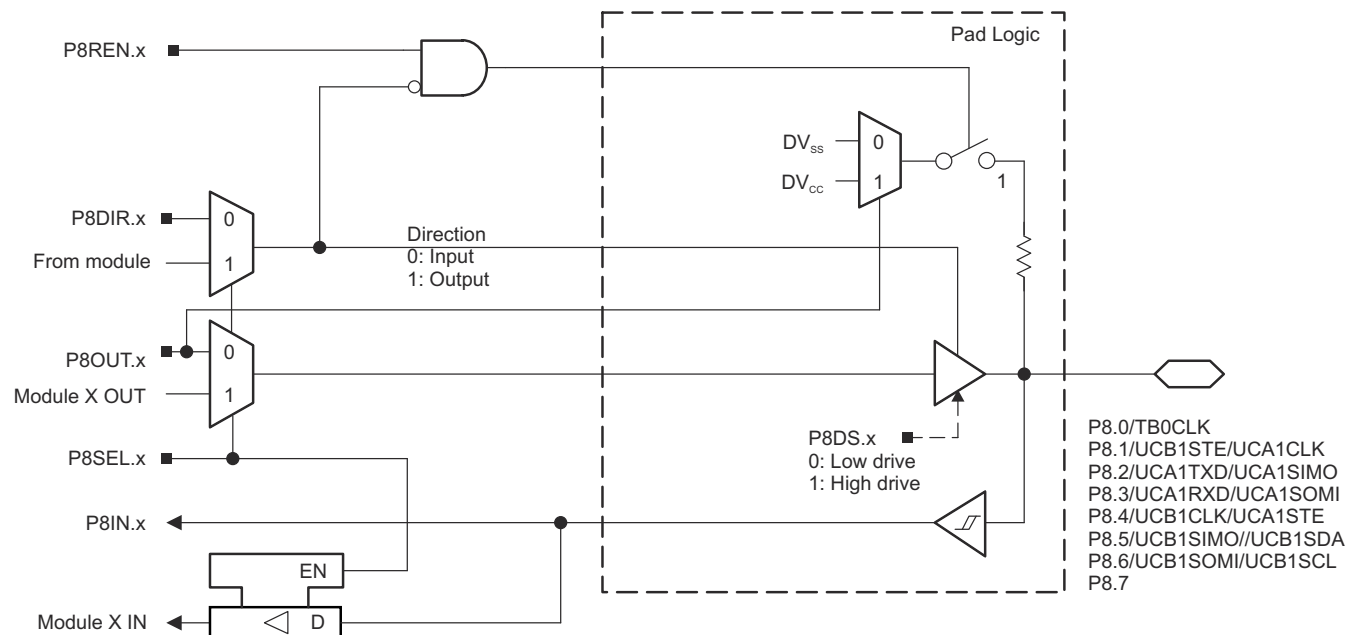 Pad Logic
P8REN.x
DVSS
0
DVCC
1
1
P8DIR.x
0
From module
1
Direction
0: Input
1: Output
P8OUT.x
0
Module X OUT
1
P8SEL.x
P8DS.x
0: Low drive
1: High drive
P8.0/TB0CLK
P8.1/UCB1STE/UCA1CLK
P8.2/UCA1TXD/UCA1SIMO
P8.3/UCA1RXD/UCA1SOMI
P8.4/UCB1CLK/UCA1STE
P8.5/UCB1SIMO//UCB1SDA
P8.6/UCB1SOMI/UCB1SCL
P8.7
P8IN.x
EN
Module X IN
D